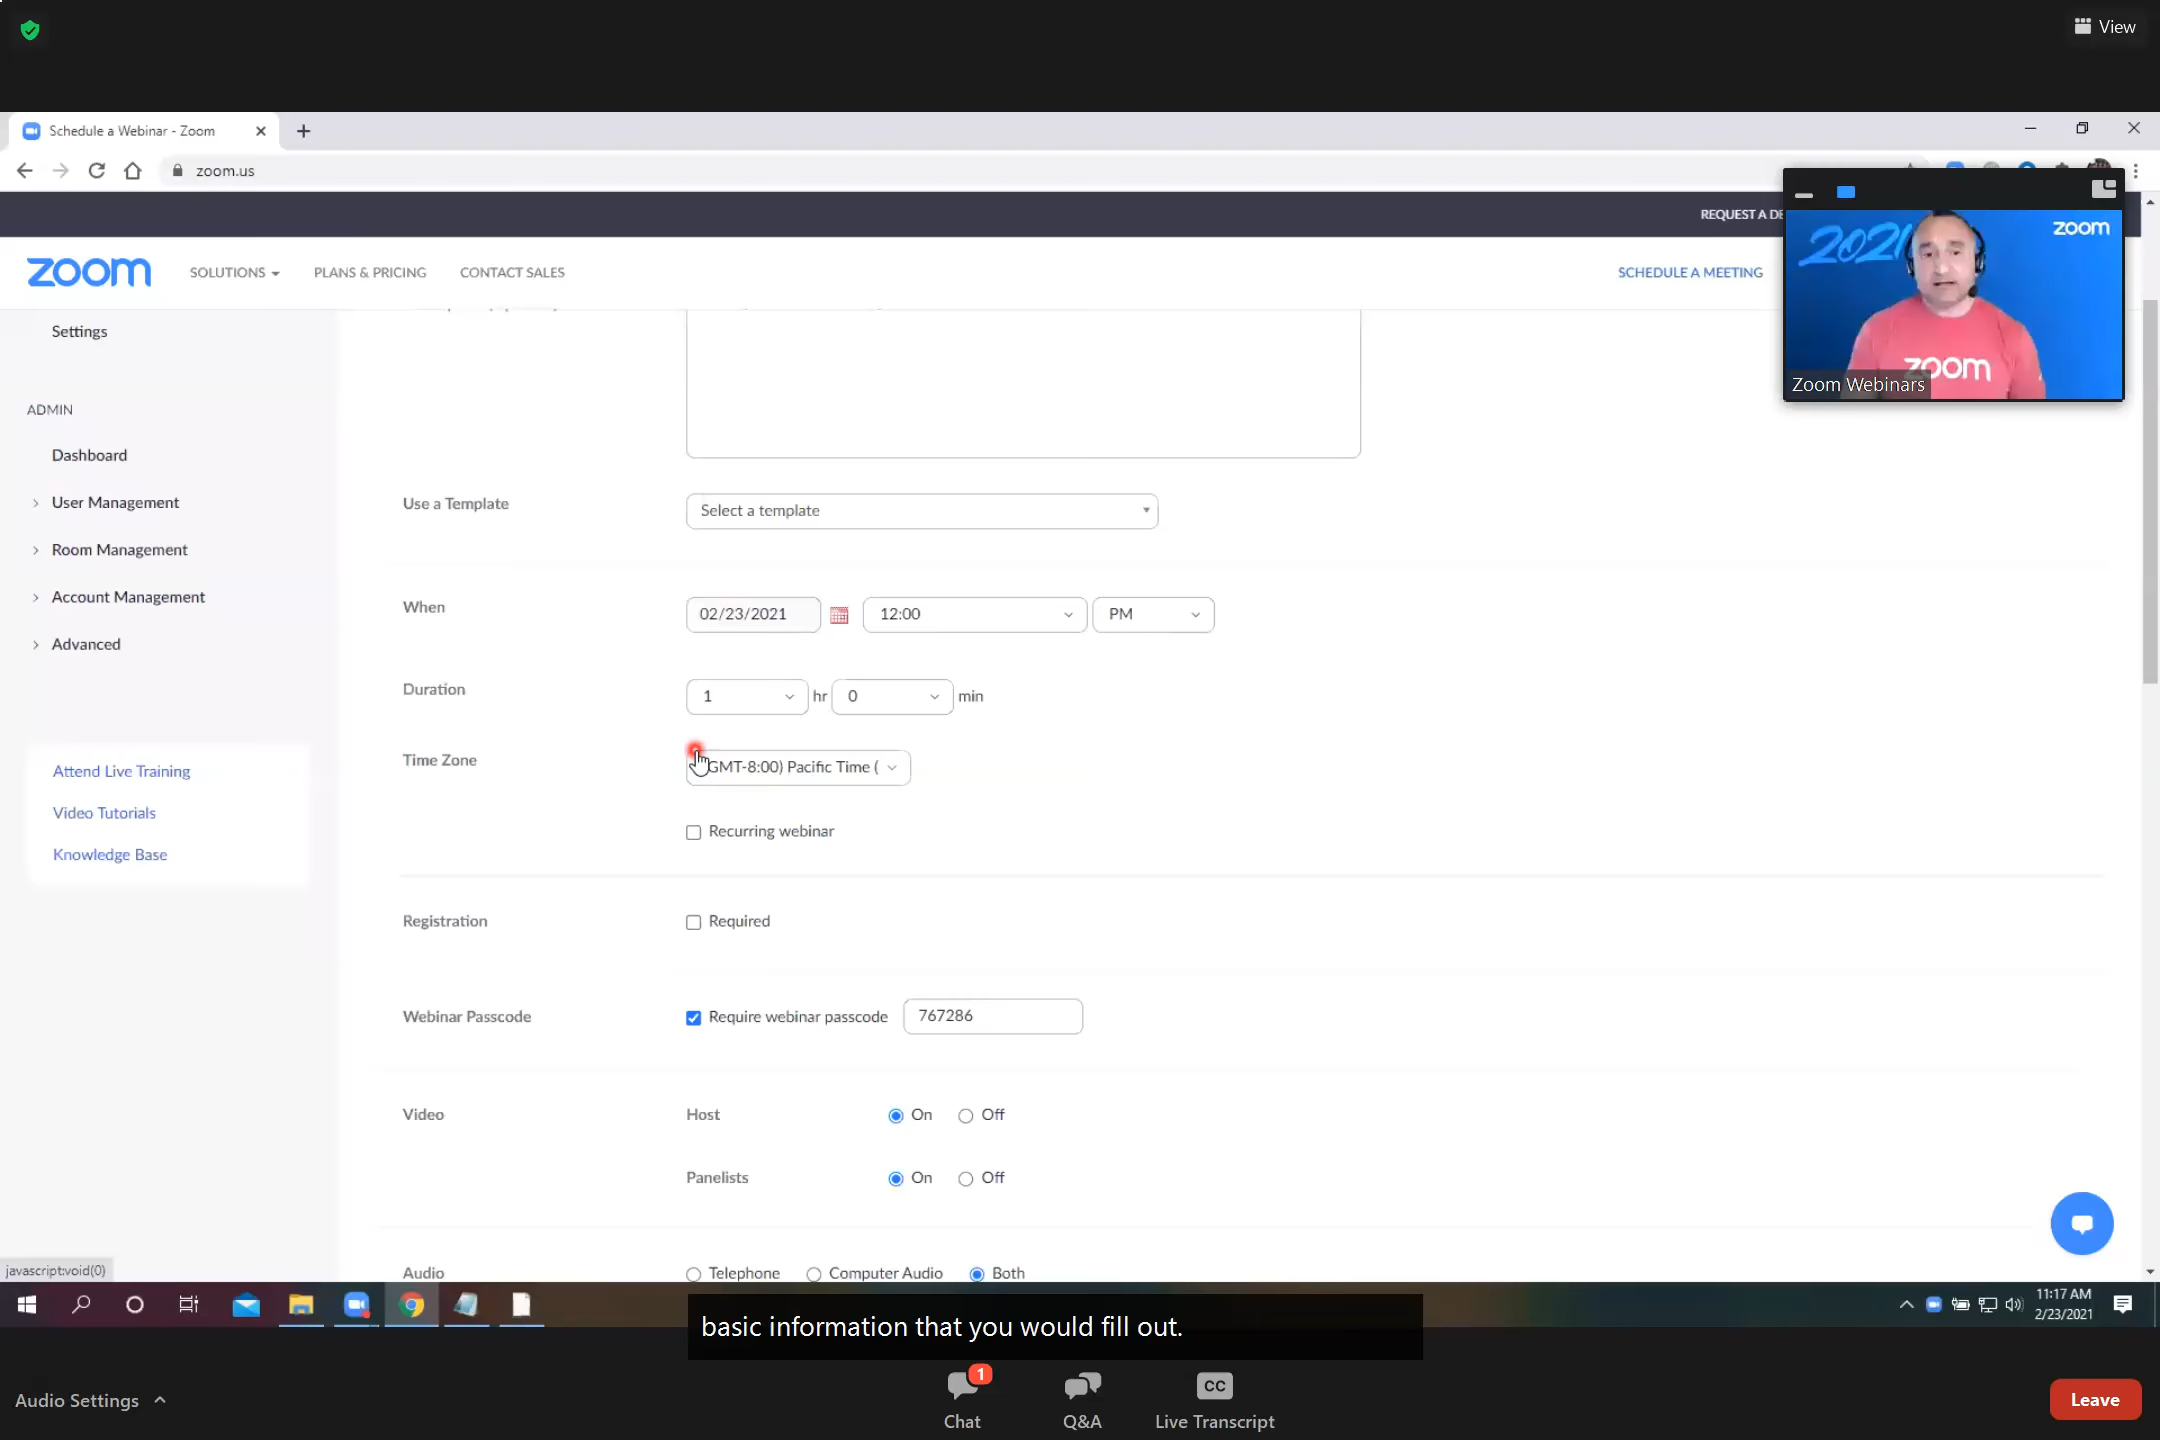 View
Schedule a Webinar - Zoom
zoom.us
zoom
SOLUTIONS
PLANS & PRICING
CONTACT SALES
REQUEST A DE
SCHEDULE A MEETING
2021
zoom
zoom
Zoom Webinars
Settings
ADMIN
Dashboard
User Management
Room Management
Account Management
Advanced
Attend Live Training
Video Tutorials
Knowledge Base
Use a Template
Select a template
When
02/23/2021
12:00
PM
Duration
1
hr
0
min
Time Zone
GMT-8:00) Pacific Time (
Recurring webinar
Registration
Required
Webinar Passcode
Require webinar passcode
767286
Video
Host
On
Off
Panelists
On
Off
Audio
Telephone
Computer Audio
Both
javascript:void(0)
11:17 AM
2/23/2021
basic information that you would fill out.
Audio Settings
1
Chat
Q&A
CC
Live Transcript
Leave